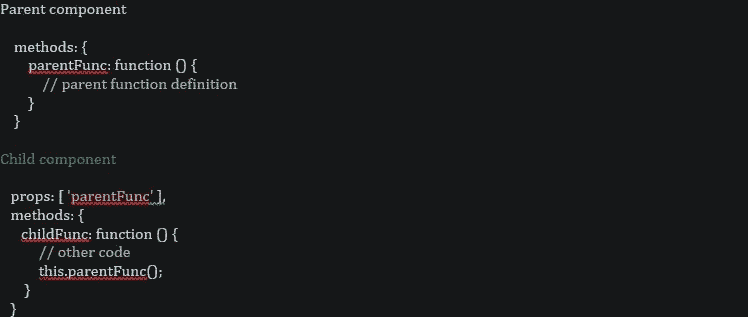 Parent component
methods: {
parentFunc: function () {
// parent function definition
}
}
Child component
props: [ 'parentFunc' ],
methods: {
childFunc: function () {
// other code
this.parentFunc();
}
}